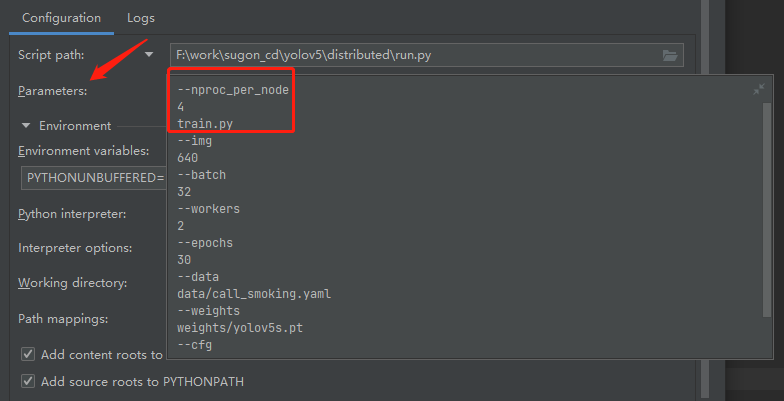 Configuration Logs
Script path: F:\work\sugon_cd\yolov5\distributed\run.py
Parameters:
--nproc_per_node
4
train.py
--img
640
--batch
32
--workers
2
--epochs
30
--data
data/call_smoking.yaml
--weights
weights/yolov5s.pt
--cfg
Environment
Environment variables:
PYTHONUNBUFFERED=
Python interpreter:
Interpreter options:
Working directory:
Path mappings:
Add content roots to
Add source roots to PYTHONPATH